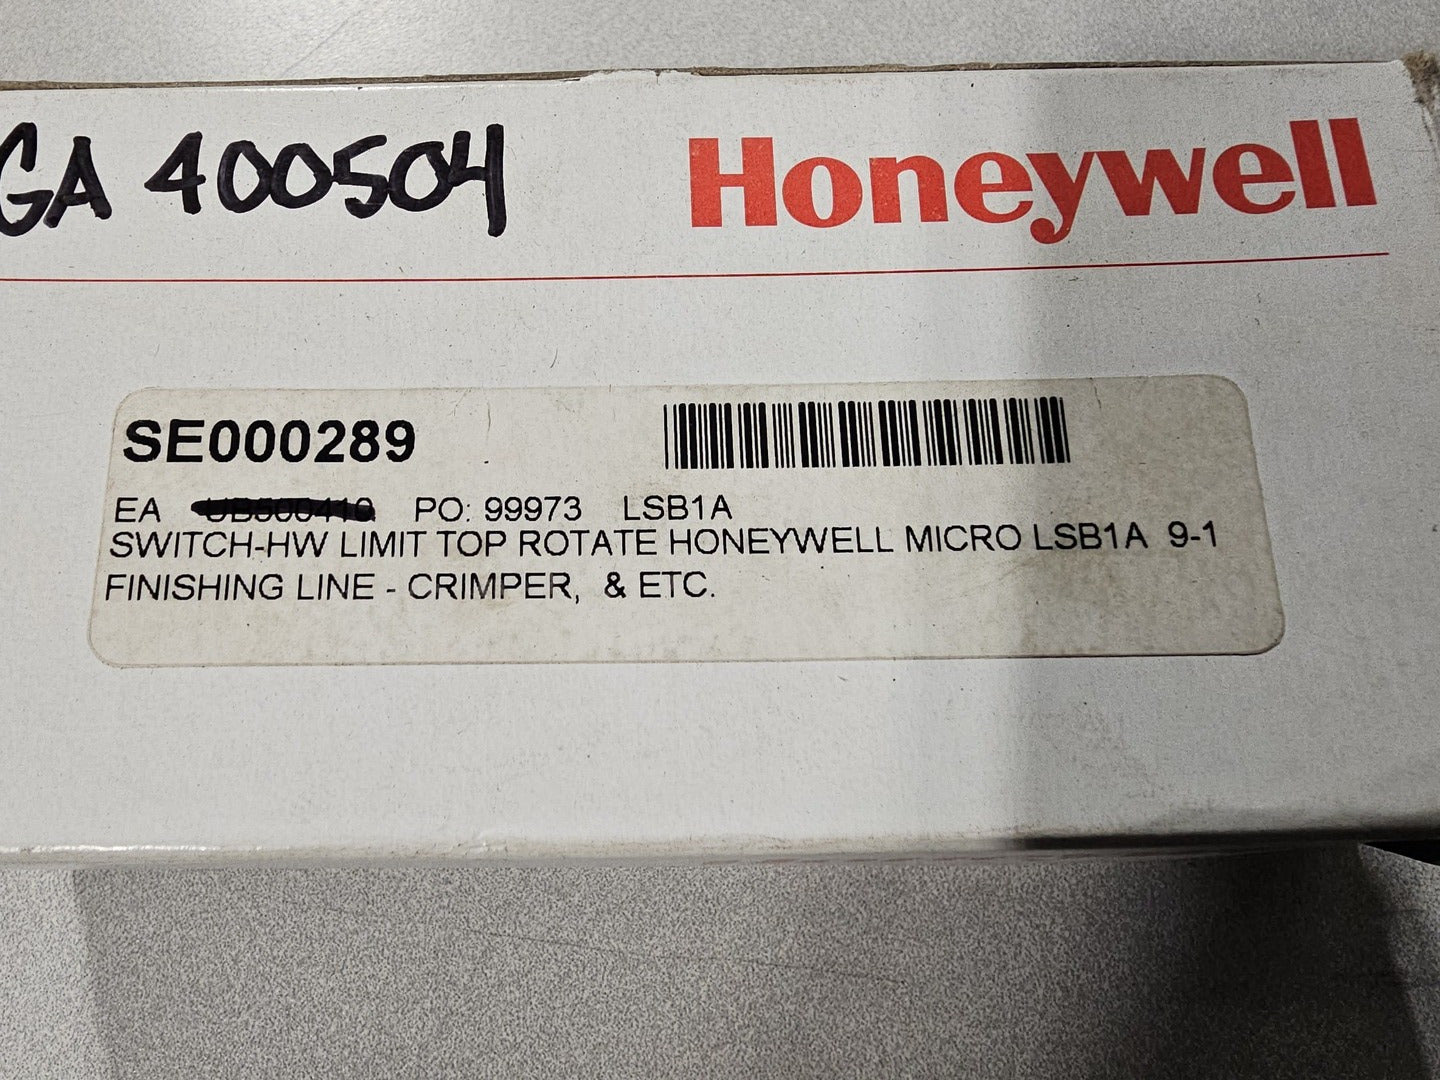 GA 400504
Honeywell
SE000289
EA UB500410 PO: 99973 LSB1A
SWITCH-HW LIMIT TOP ROTATE HONEYWELL MICRO LSB1A 9-1
FINISHING LINE - CRIMPER, & ETC.